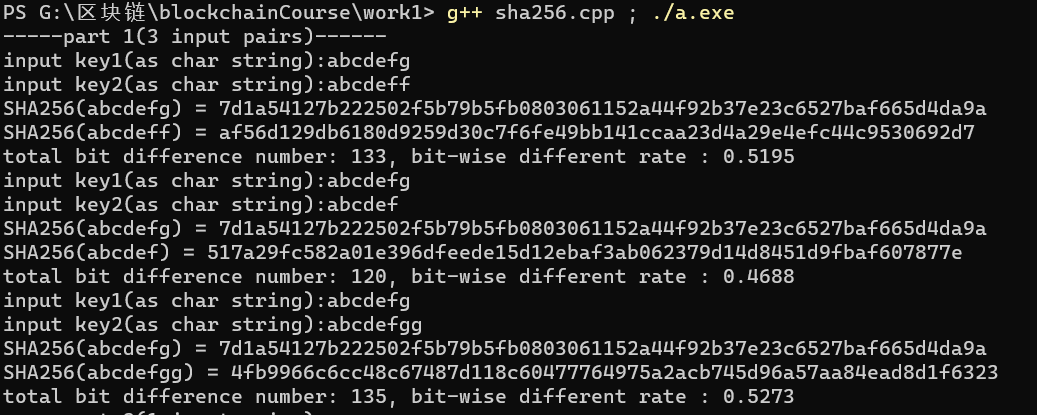 PS G:\区块链\blockchainCourse\work1> g++ sha256.cpp ; ./a.exe
-----part 1(3 input pairs)------
input key1(as char string):abcdefg
input key2(as char string):abcdeff
SHA256(abcdefg) = 7d1a54127b222502f5b79b5fb0803061152a44f92b37e23c6527baf665d4da9a
SHA256(abcdeff) = af56d129db6180d9259d30c7f6fe49bb141ccaa23d4a29e4efc44c9530692d7
total bit difference number: 133, bit-wise different rate : 0.5195
input key1(as char string):abcdefg
input key2(as char string):abcdef
SHA256(abcdefg) = 7d1a54127b222502f5b79b5fb0803061152a44f92b37e23c6527baf665d4da9a
SHA256(abcdef) = 517a29fc582a01e396dfeede15d12ebaf3ab062379d14d8451d9fbaf607877e
total bit difference number: 120, bit-wise different rate : 0.4688
input key1(as char string):abcdefg
input key2(as char string):abcdefgg
SHA256(abcdefg) = 7d1a54127b222502f5b79b5fb0803061152a44f92b37e23c6527baf665d4da9a
SHA256(abcdefgg) = 4fb9966c6cc48c67487d118c60477764975a2acb745d96a57aa84ead8d1f6323
total bit difference number: 135, bit-wise different rate : 0.5273